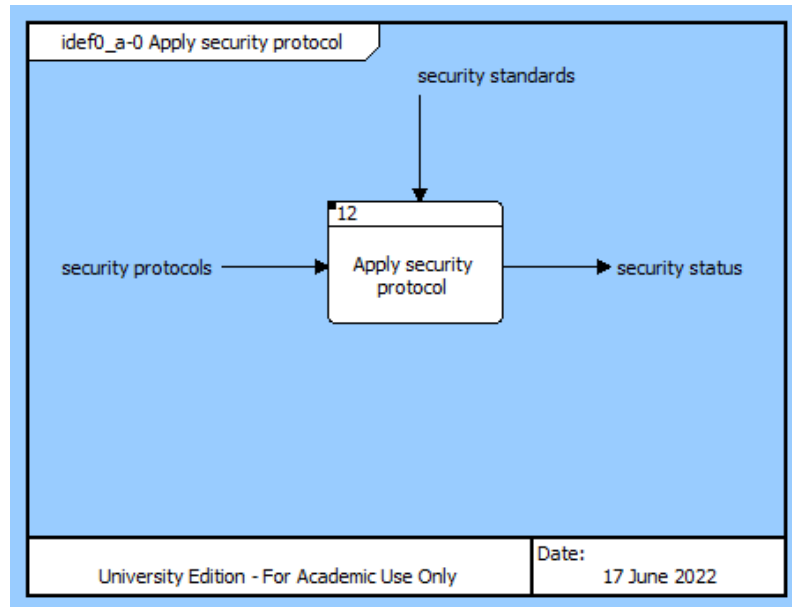 idef0_a-0 Apply security protocol
security standards
12
security protocols
Apply security
protocol
security status
University Edition - For Academic Use Only
Date:
17 June 2022